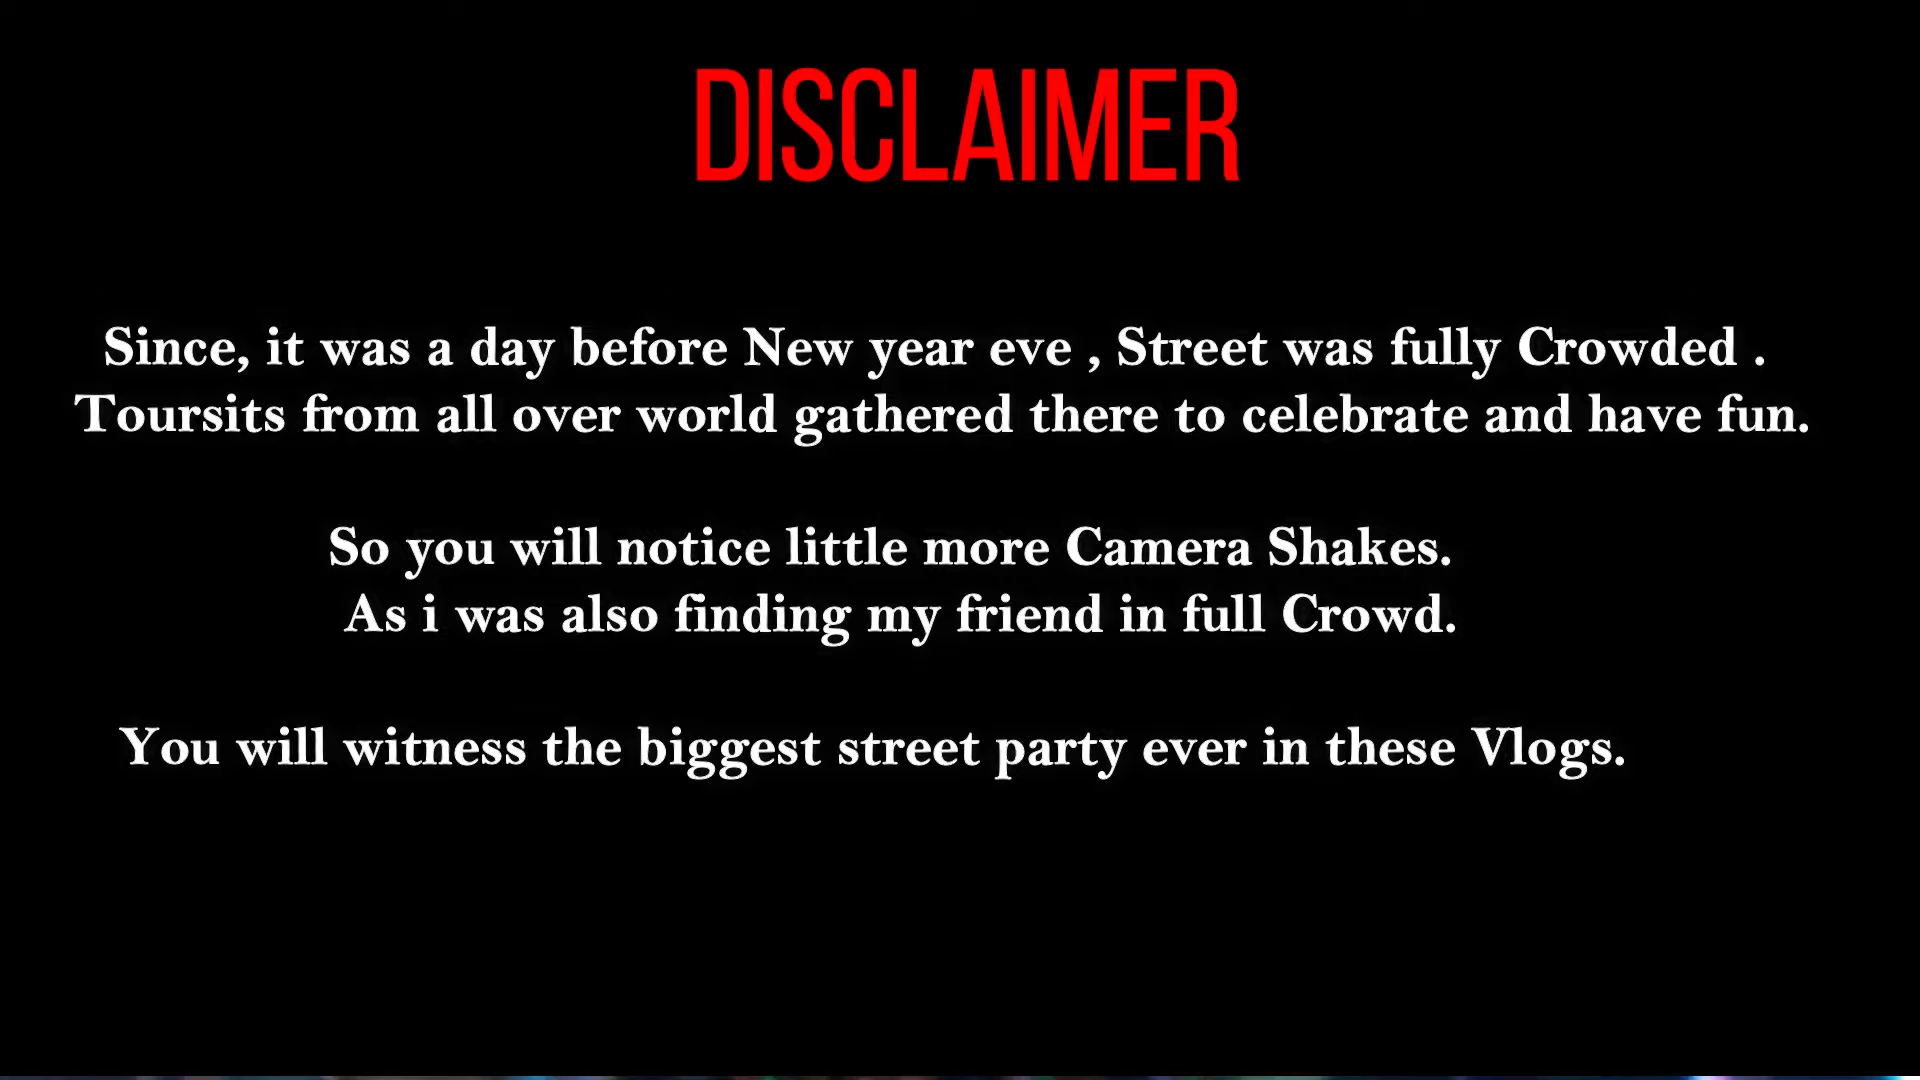 DISCLAIMER
Since, it was a day before New year eve , Street was fully Crowded .
Toursits from all over world gathered there to celebrate and have fun.
So you will notice little more Camera Shakes.
As i was also finding my friend in full Crowd.
You will witness the biggest street party ever in these Vlogs.